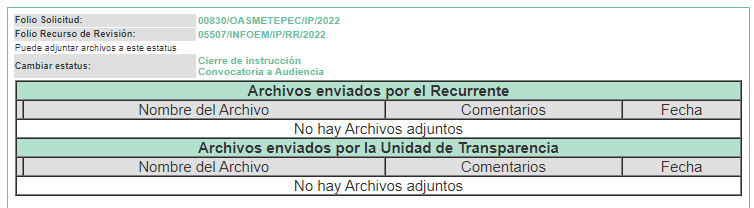 Folio Solicitud: 00830/OASMETEPEC/IP/2022
Folio Recurso de Revisión: 05507/INFOEM/IP/RR/2022
Puede adjuntar archivos a este estatus
Cambiar estatus: Cierre de instrucción
Convocatoria a Audiencia
Archivos enviados por el Recurrente
Nombre del Archivo Comentarios Fecha
No hay Archivos adjuntos
Archivos enviados por la Unidad de Transparencia
Nombre del Archivo Comentarios Fecha
No hay Archivos adjuntos